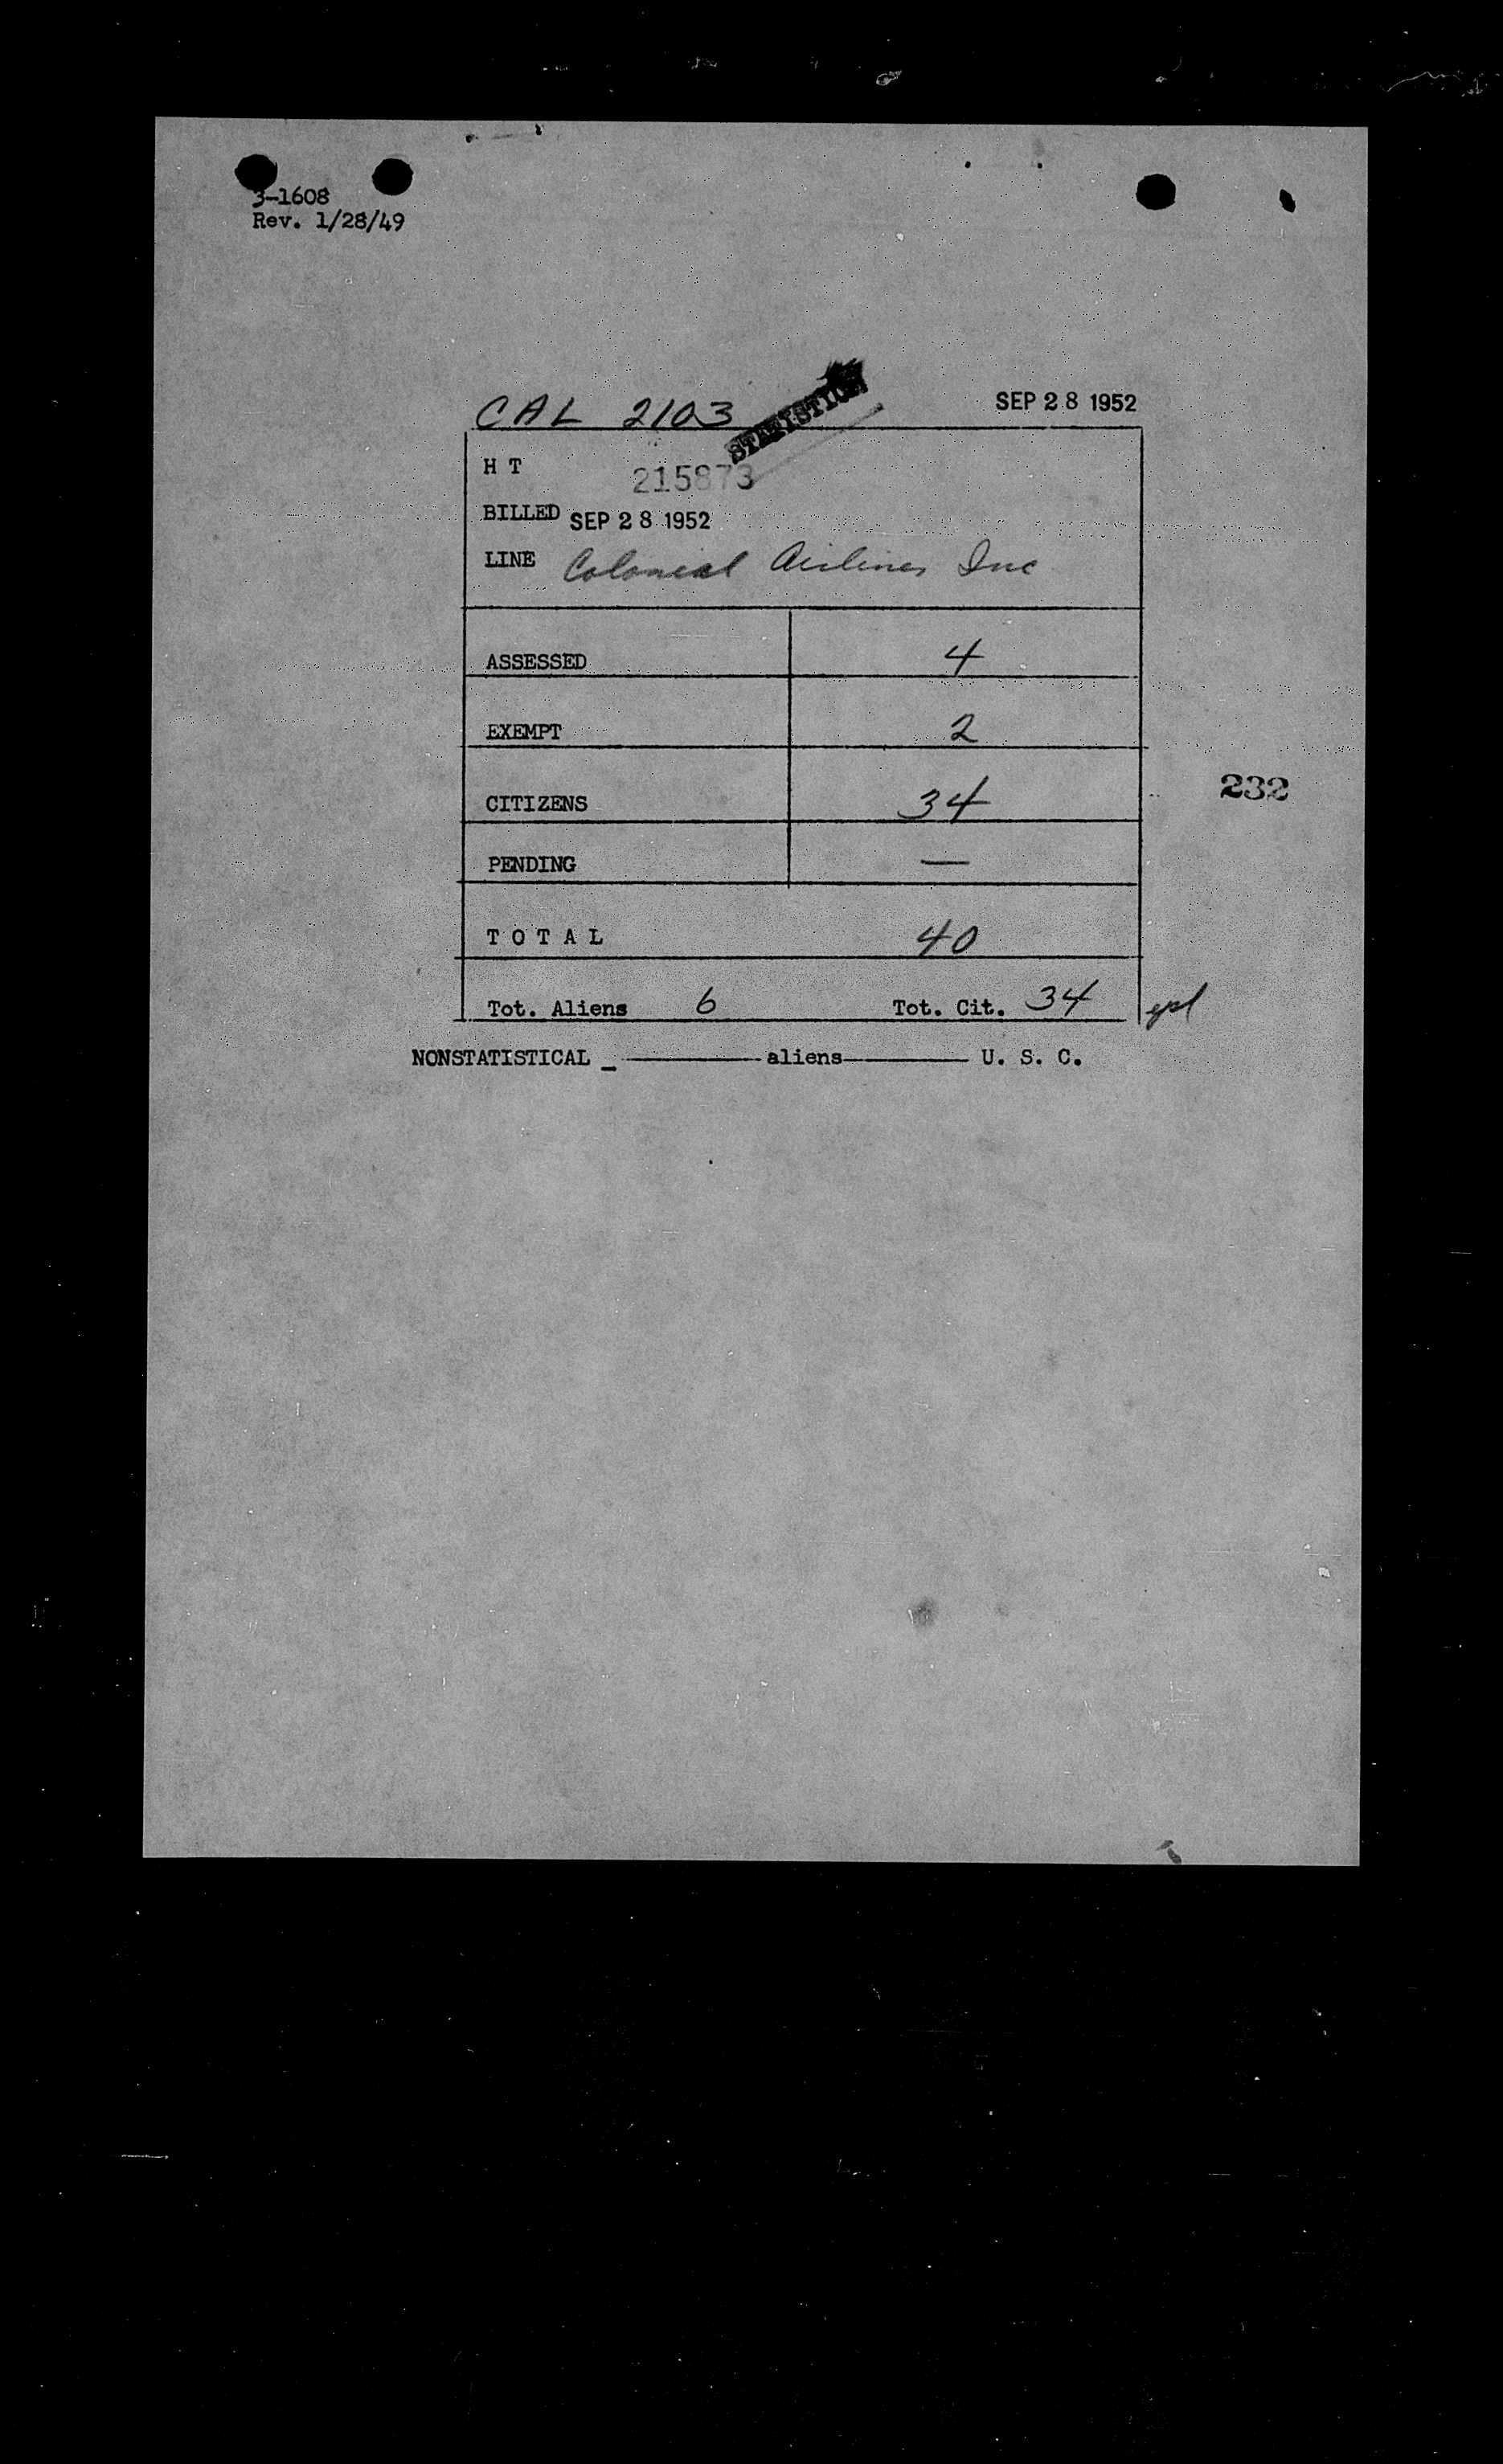 3-1608
Rev. 1/28/49
CAL 2103 SEP 28 1952
H T 215873
BILLED SEP 28 1952
LINE Colonial Airlines Inc
ASSESSED 4
EXEMPT 2
CITIZENS 34
232
PENDING —
TOTAL 40
Tot. Aliens 6 Tot. Cit. 34
NONSTATISTICAL _ ———— aliens ———— U. S. C.